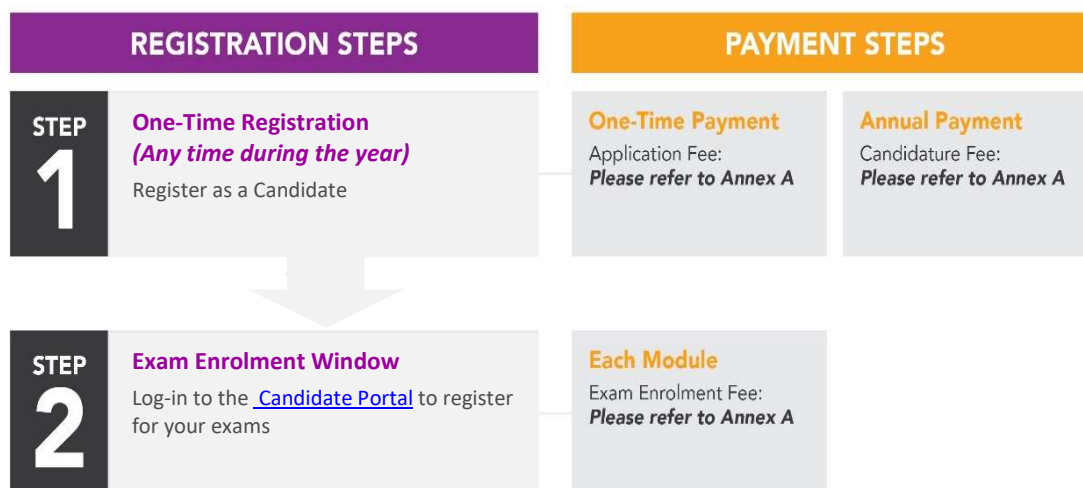 REGISTRATION STEPS
PAYMENT STEPS
STEP
1
One-Time Registration
(Any time during the year)
Register as a Candidate
One-Time Payment
Application Fee:
Please refer to Annex A
Annual Payment
Candidature Fee:
Please refer to Annex A
STEP
2
Exam Enrolment Window
Log-in to the Candidate Portal to register
for your exams
Each Module
Exam Enrolment Fee:
Please refer to Annex A